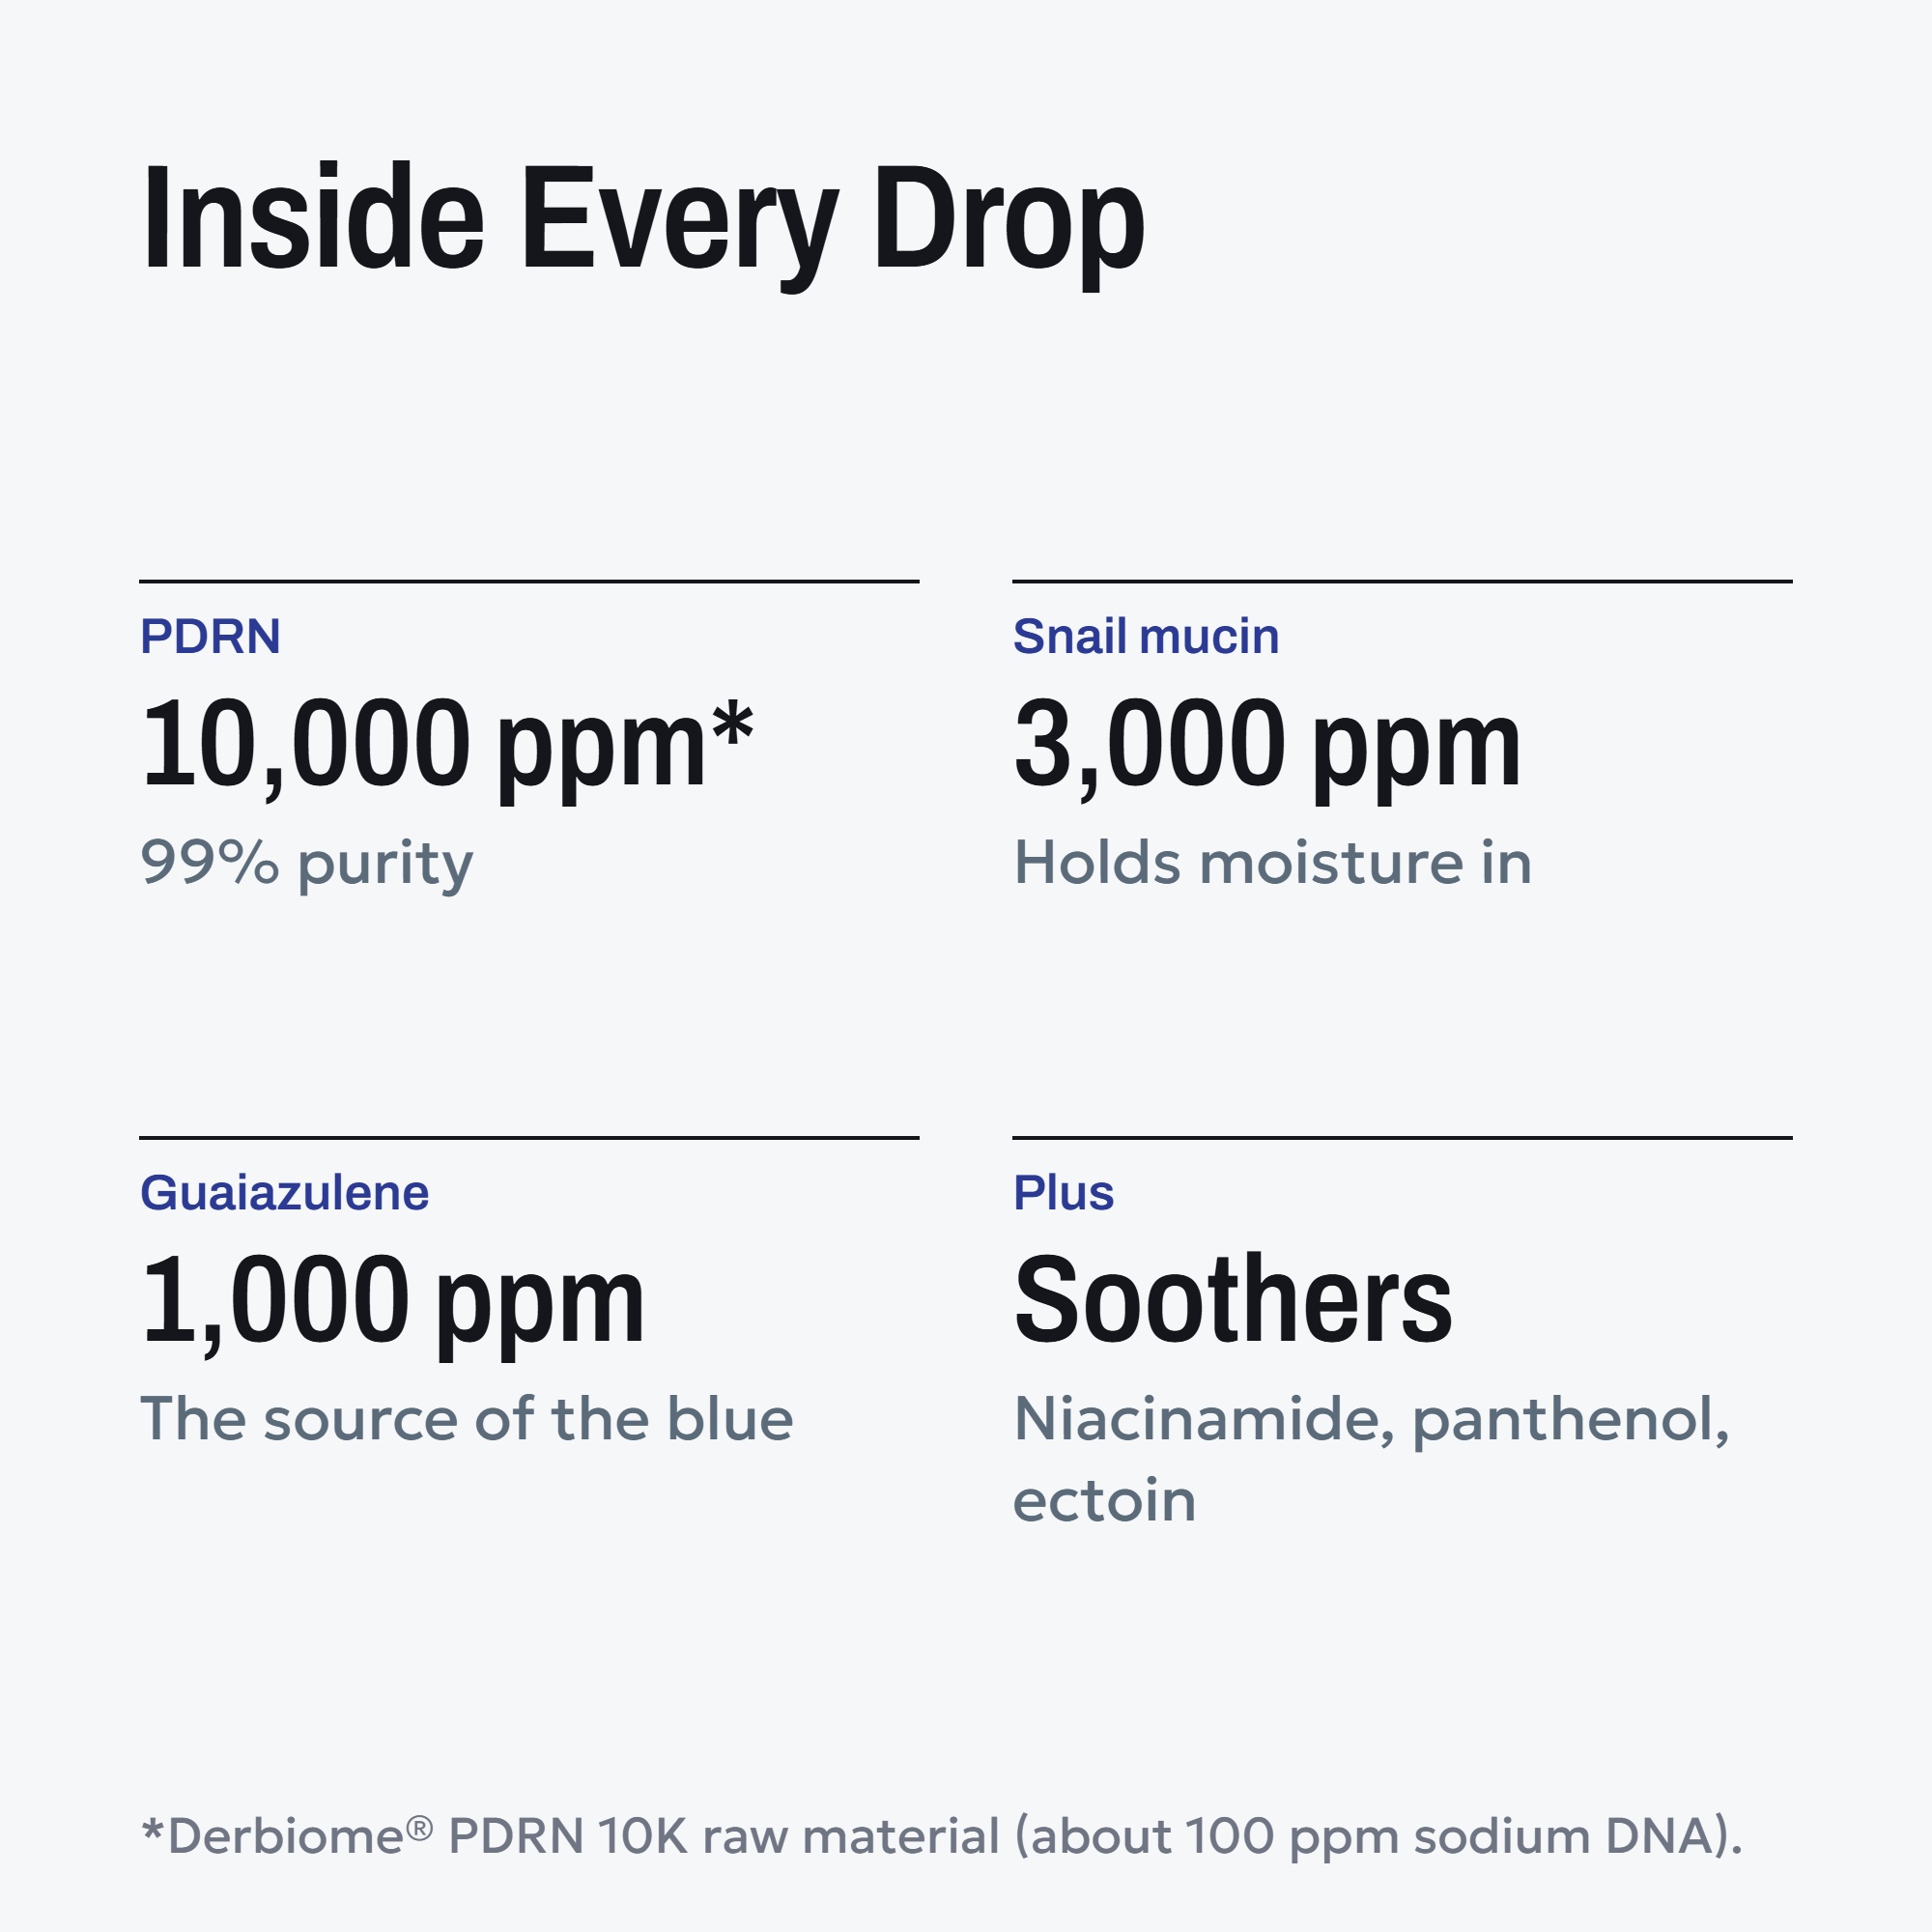 Inside Every Drop
PDRN
10,000 ppm*
99% purity
Snail mucin
3,000 ppm
Holds moisture in
Guaiazulene
1,000 ppm
The source of the blue
Plus
Soothers
Niacinamide, panthenol,
ectoin
*Derbiome® PDRN 10K raw material (about 100 ppm sodium DNA).